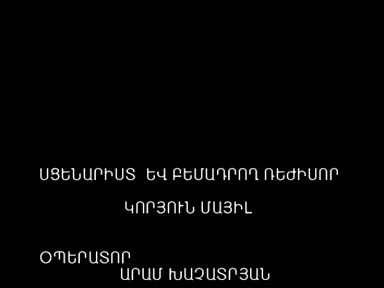 ՍՑԵՆԱՐԻՍՏ ԵՎ ԲԵՄԱԴՐՈՂ ՌԵԺԻՍՈՐ
ԿՈՐՅՈՒՆ ՄԱՅԻԼ
ՕՊԵՐԱՏՈՐ
ԱՐԱՄ ԽԱՉԱՏՐՅԱՆ